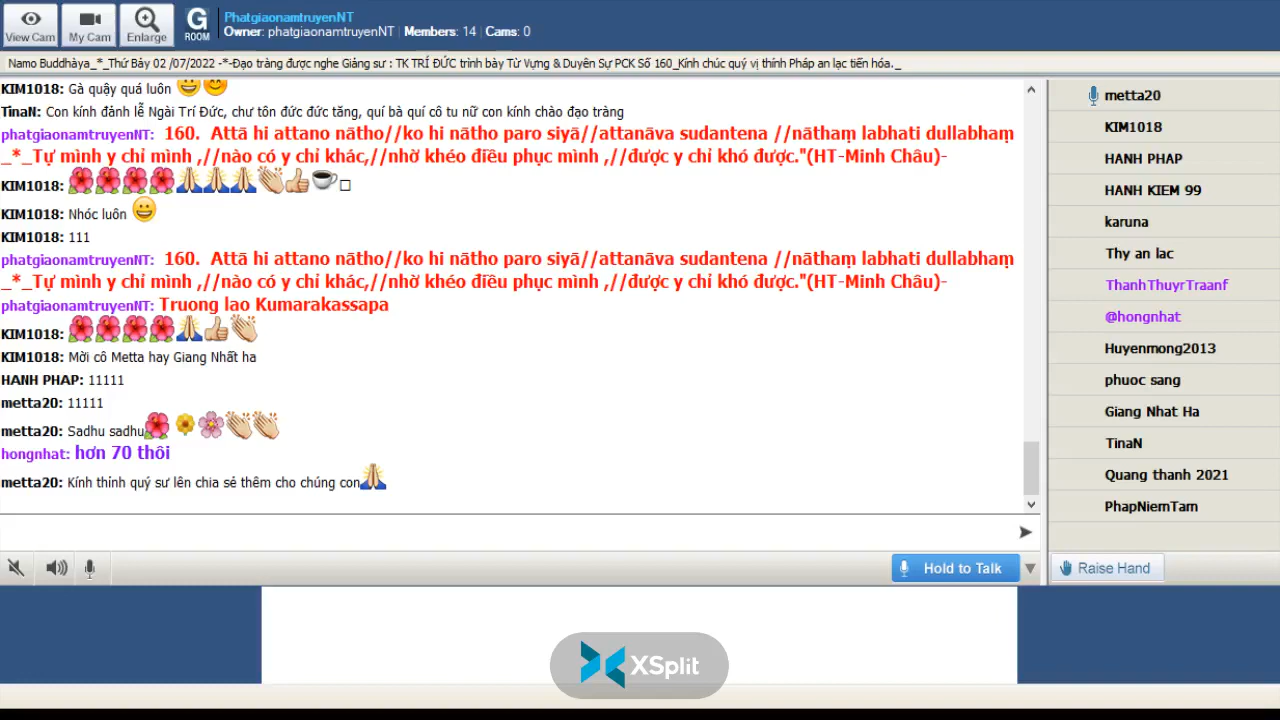 View Cam
My Cam
Enlarge
G
ROOM
PhatgiaonamtruyenNT
Owner: phatgiaonamtruyenNT | Members: 14 | Cams: 0
Namo Buddhàya_*_Thứ Bảy 02 /07/2022 -*-Đạo tràng được nghe Giảng sư : TK TRÍ ĐỨC trình bày Từ Vựng & Duyên Sự PCK Số 160_Kính chúc quý vị thính Pháp an lạc tiến hóa._
KIM1018: Gà quậy quá luôn
TinaN: Con kính đảnh lễ Ngài Trí Đức, chư tôn đức đức tăng, quí bà quí cô tu nữ con kính chào đạo tràng
phatgiaonamtruyenNT: 160. Attā hi attano nātho//ko hi nātho paro siyā//attanāva sudantena //nāthaṃ labhati dullabhaṃ
_*_Tự mình y chỉ mình ,//nào có y chỉ khác,//nhờ khéo điều phục mình ,//được y chỉ khó được."(HT-Minh Châu)-
KIM1018:
KIM1018: Nhóc luôn
KIM1018: 111
phatgiaonamtruyenNT: 160. Attā hi attano nātho//ko hi nātho paro siyā//attanāva sudantena //nāthaṃ labhati dullabhaṃ
_*_Tự mình y chỉ mình ,//nào có y chỉ khác,//nhờ khéo điều phục mình ,//được y chỉ khó được."(HT-Minh Châu)-
phatgiaonamtruyenNT: Truong lao Kumarakassapa
KIM1018:
KIM1018: Mời cô Metta hay Giang Nhất ha
HANH PHAP: 11111
metta20: 11111
metta20: Sadhu sadhu
hongnhat: hơn 70 thôi
metta20: Kính thỉnh quý sư lên chia sẻ thêm cho chúng con
Hold to Talk
metta20
KIM1018
HANH PHAP
HANH KIEM 99
karuna
Thy an lac
ThanhThuyrTraanf
@hongnhat
Huyenmong2013
phuoc sang
Giang Nhat Ha
TinaN
Quang thanh 2021
PhapNiemTam
Raise Hand
XSplit